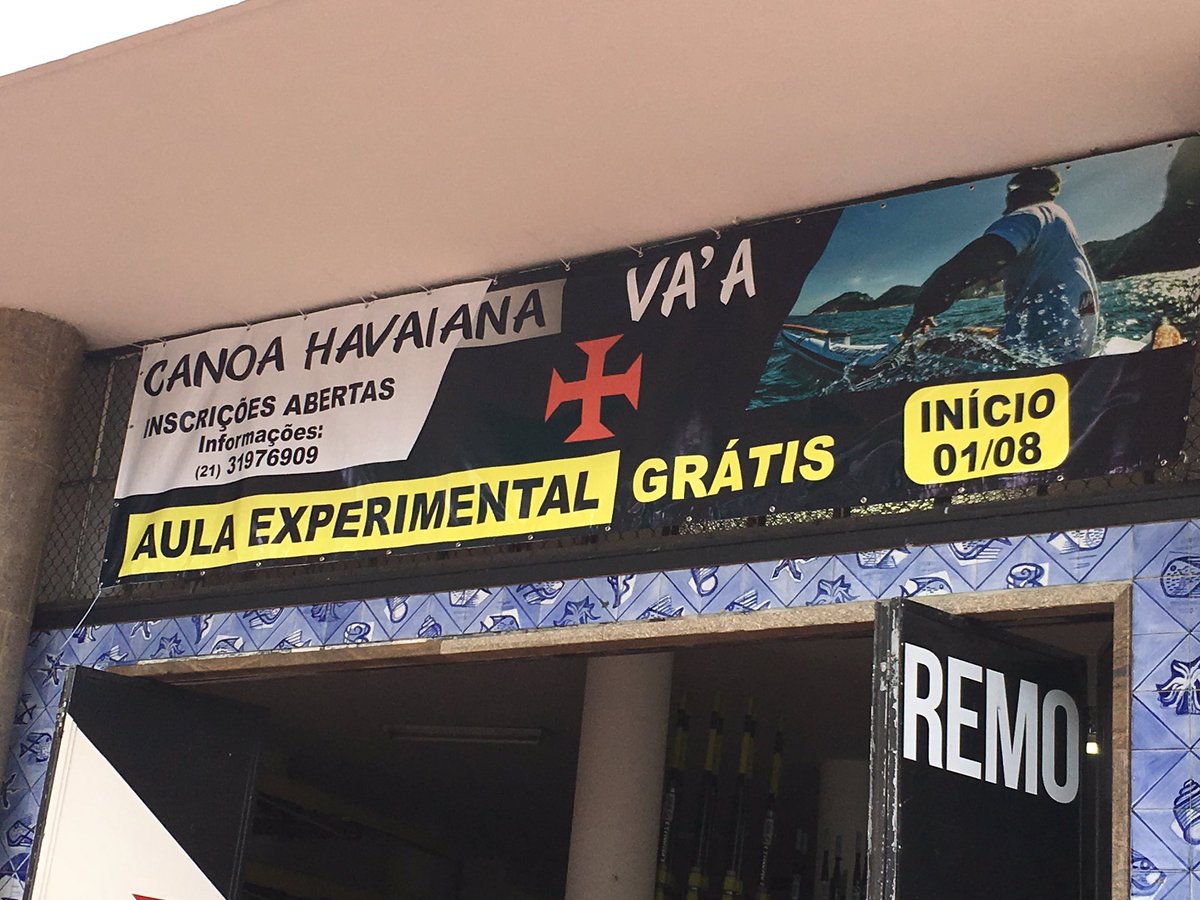 CANOA HAVAIANA
VA'A
INSCRIÇÕES ABERTAS
Informações:
(21) 31976909
AULA EXPERIMENTAL GRÁTIS
INÍCIO
01/08
REMO